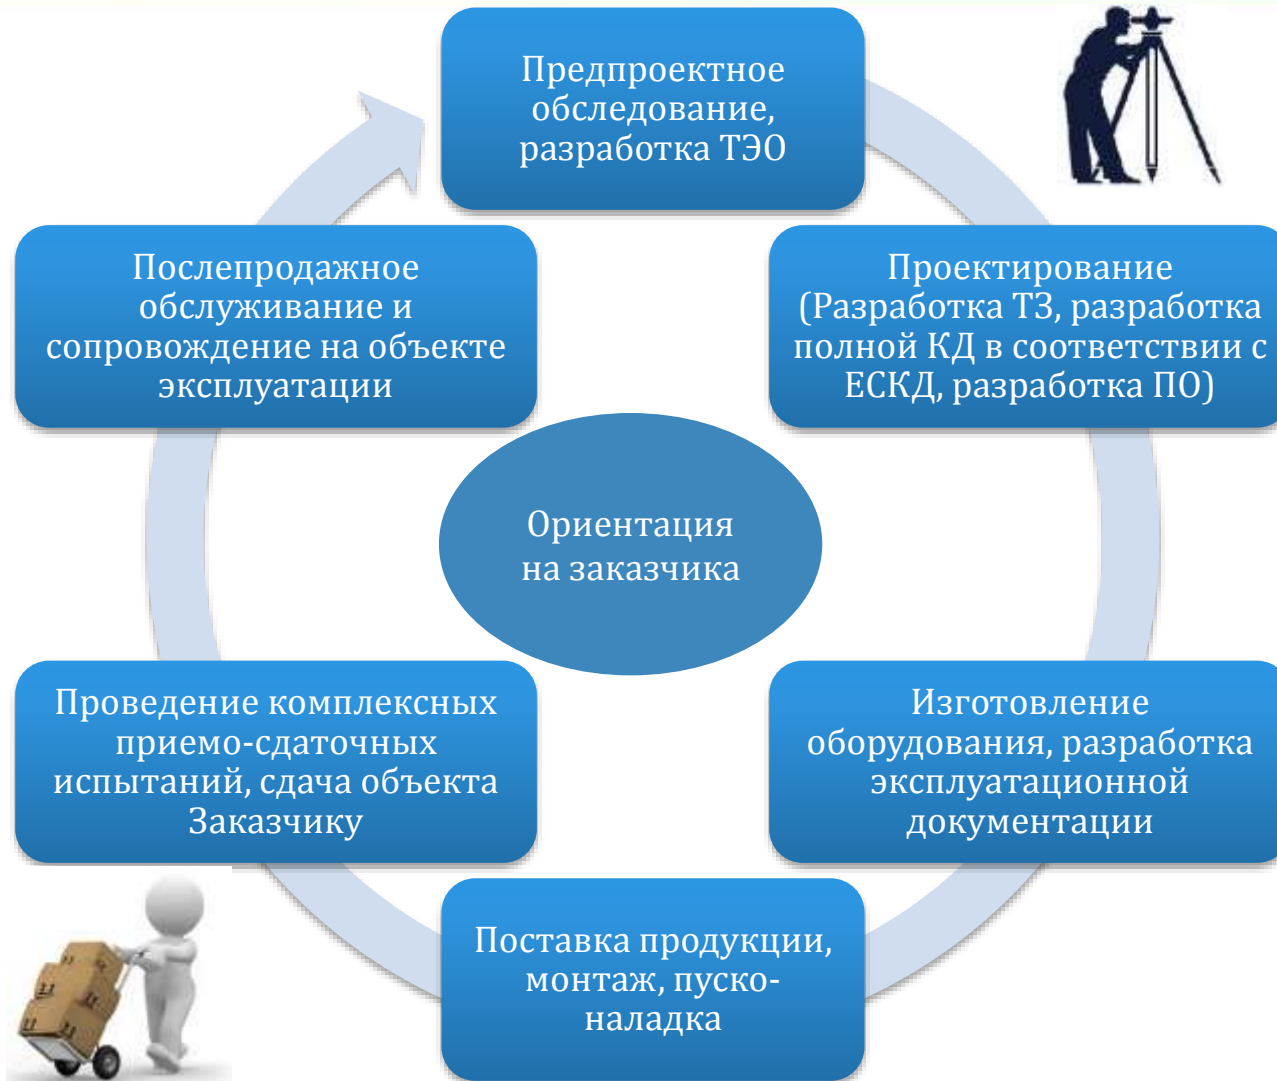 Предпроектное
обследование,
разработка ТЭО
Проектирование
(Разработка ТЗ, разработка
полной КД в соответствии с
ЕСКД, разработка ПО)
Изготовление
оборудования, разработка
эксплуатационной
документации
Поставка продукции,
монтаж, пуско-
наладка
Проведение комплексных
приемо-сдаточных
испытаний, сдача объекта
Заказчику
Послепродажное
обслуживание и
сопровождение на объекте
эксплуатации
Ориентация
на заказчика